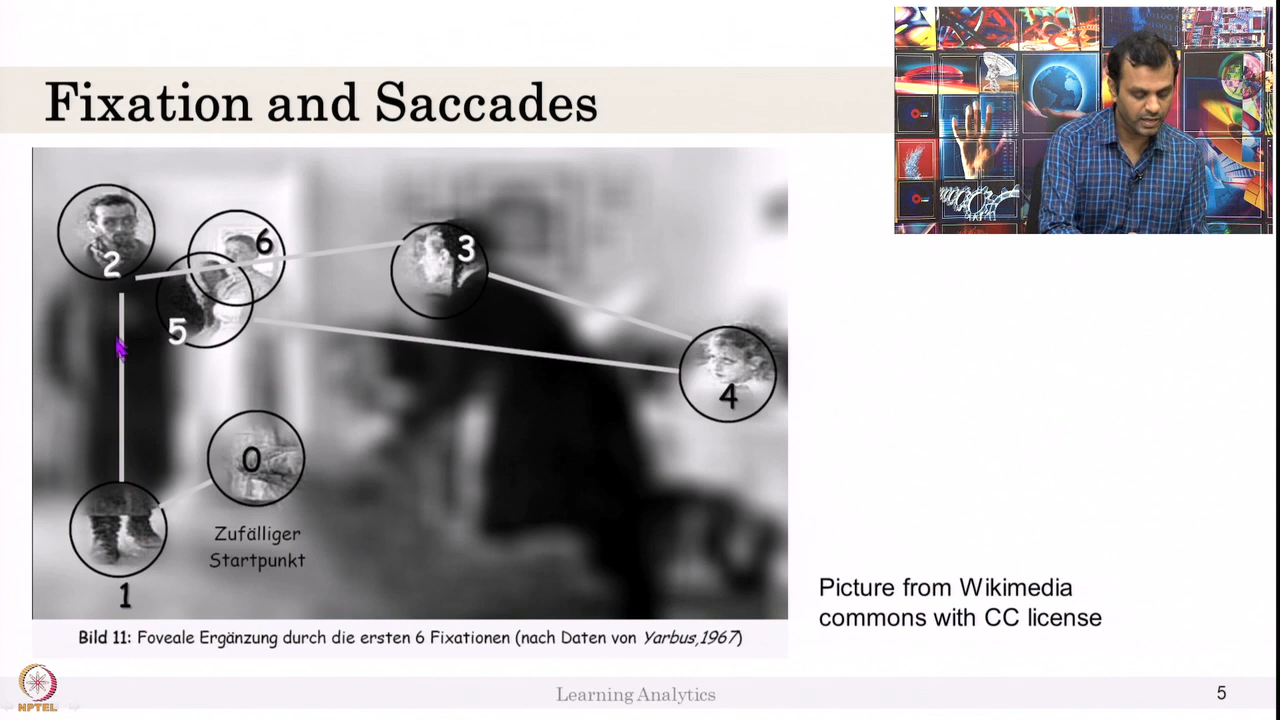 Fixation and Saccades
2
6
3
5
4
0
Zufälliger
Startpunkt
1
Bild 11: Foveale Ergänzung durch die ersten 6 Fixationen (nach Daten von Yarbus,1967)
Picture from Wikimedia
commons with CC license
NPTEL
Learning Analytics
5